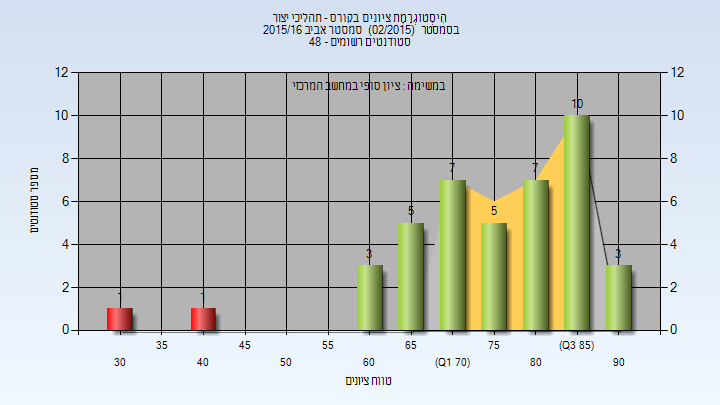 הִיסְטוֹגְרָמַת ציונים בקורס - תהליכי יצור
בסמסטר (02/2015) סמסטר אביב 2015/16
סטודנטים רשומים - 48
במשימה : ציון סופי במחשב המרכזי
12 12
10 10
8 8
6 6
4 4
2 2
0 0
מספר סטודנטים
1 1 3 5 7 5 7 10 3
35 45 55 65 75 (Q3 85)
30 40 50 60 (Q1 70) 80 90
טווח ציונים